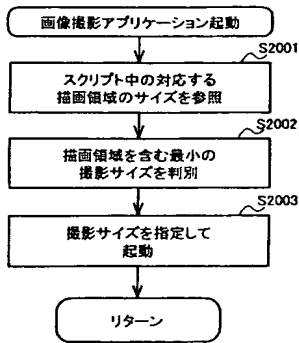 画像撮影アプリケーション起動
S2001
スクリプト中の対応する
描画領域のサイズを参照
S2002
描画領域を含む最小の
撮影サイズを判別
S2003
撮影サイズを指定して
起動
リターン